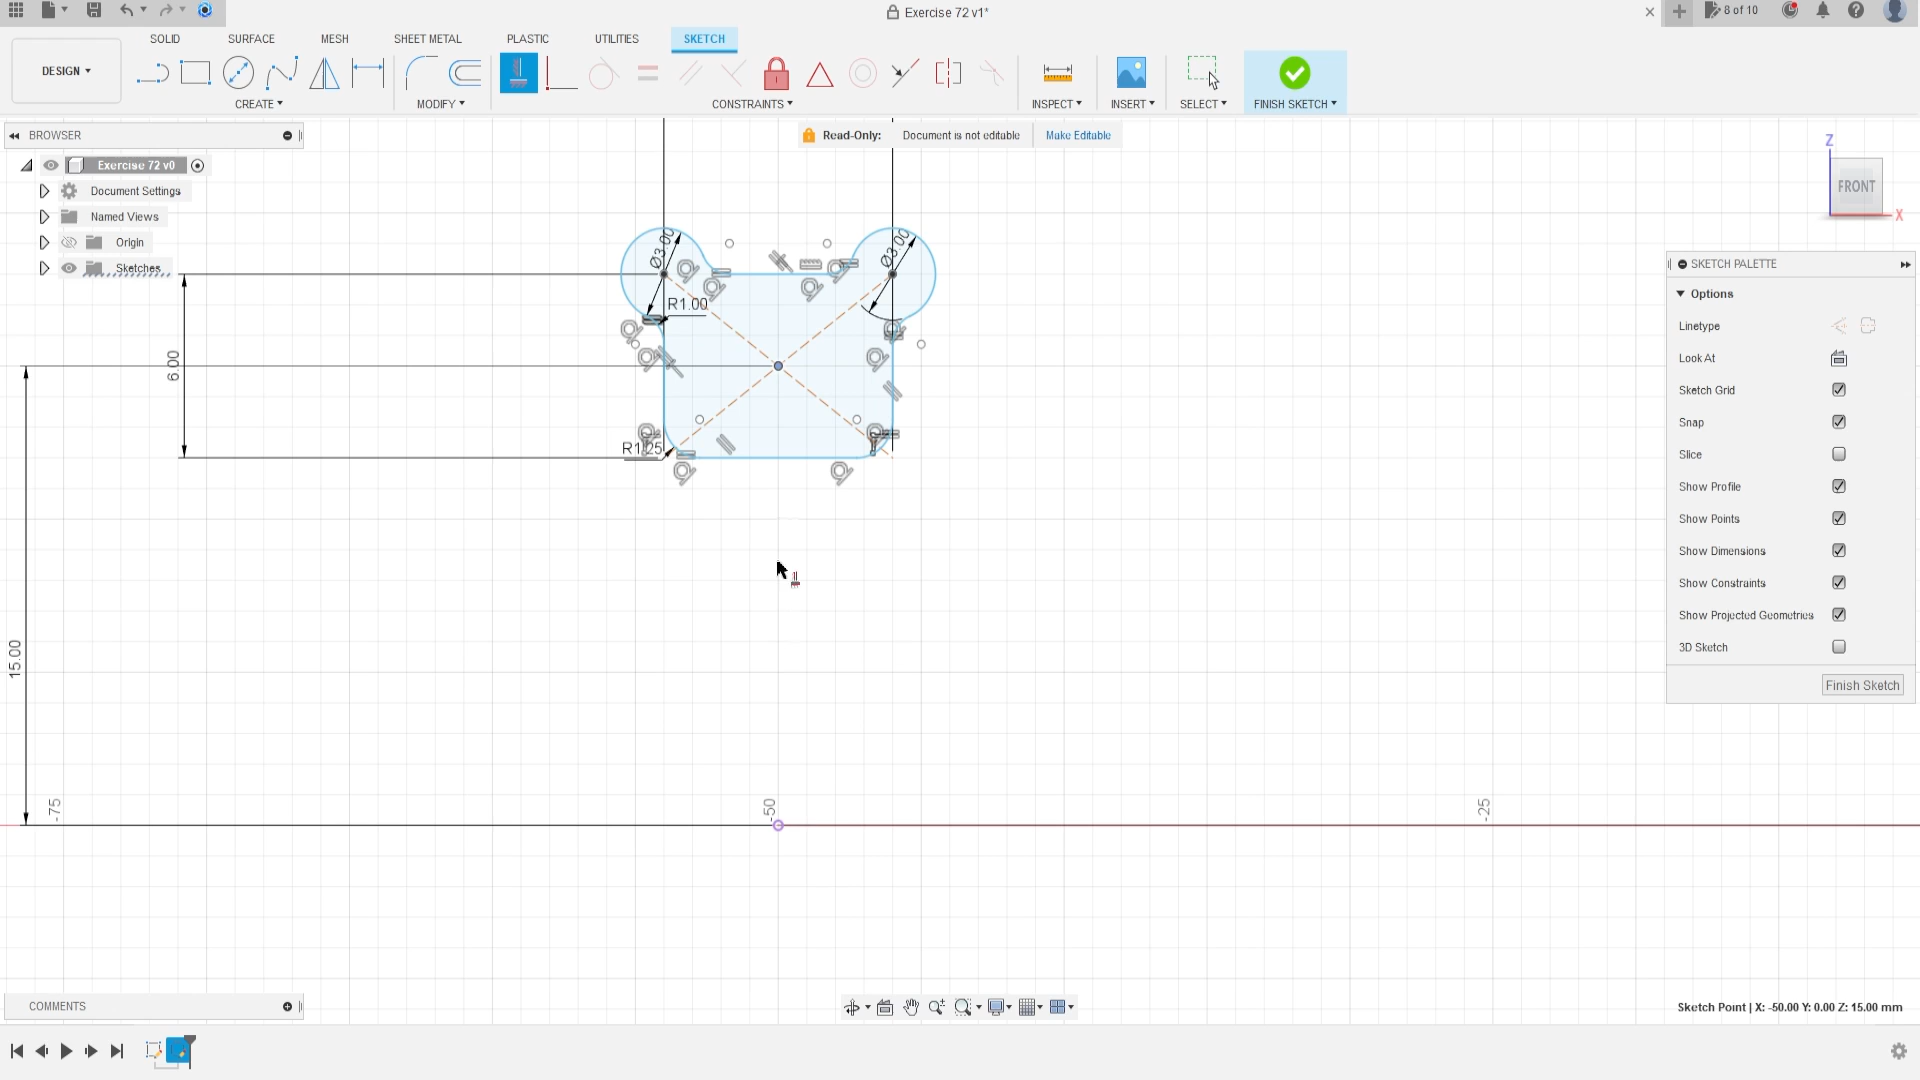 Exercise 72 v1*
8 of 10
SOLID SURFACE MESH SHEET METAL PLASTIC UTILITIES SKETCH
DESIGN
CREATE MODIFY CONSTRAINTS INSPECT INSERT SELECT FINISH SKETCH
BROWSER
Read-Only: Document is not editable Make Editable
Exercise 72 v0
Document Settings
Named Views
Origin
Sketches
Z
FRONT
X
Ø3.00
Ø3.00
R1.00
6.00
R1.25
15.00
-75
-50
-25
SKETCH PALETTE
Options
Linetype
Look At
Sketch Grid
Snap
Slice
Show Profile
Show Points
Show Dimensions
Show Constraints
Show Projected Geometries
3D Sketch
Finish Sketch
COMMENTS
Sketch Point | X: -50.00 Y: 0.00 Z: 15.00 mm